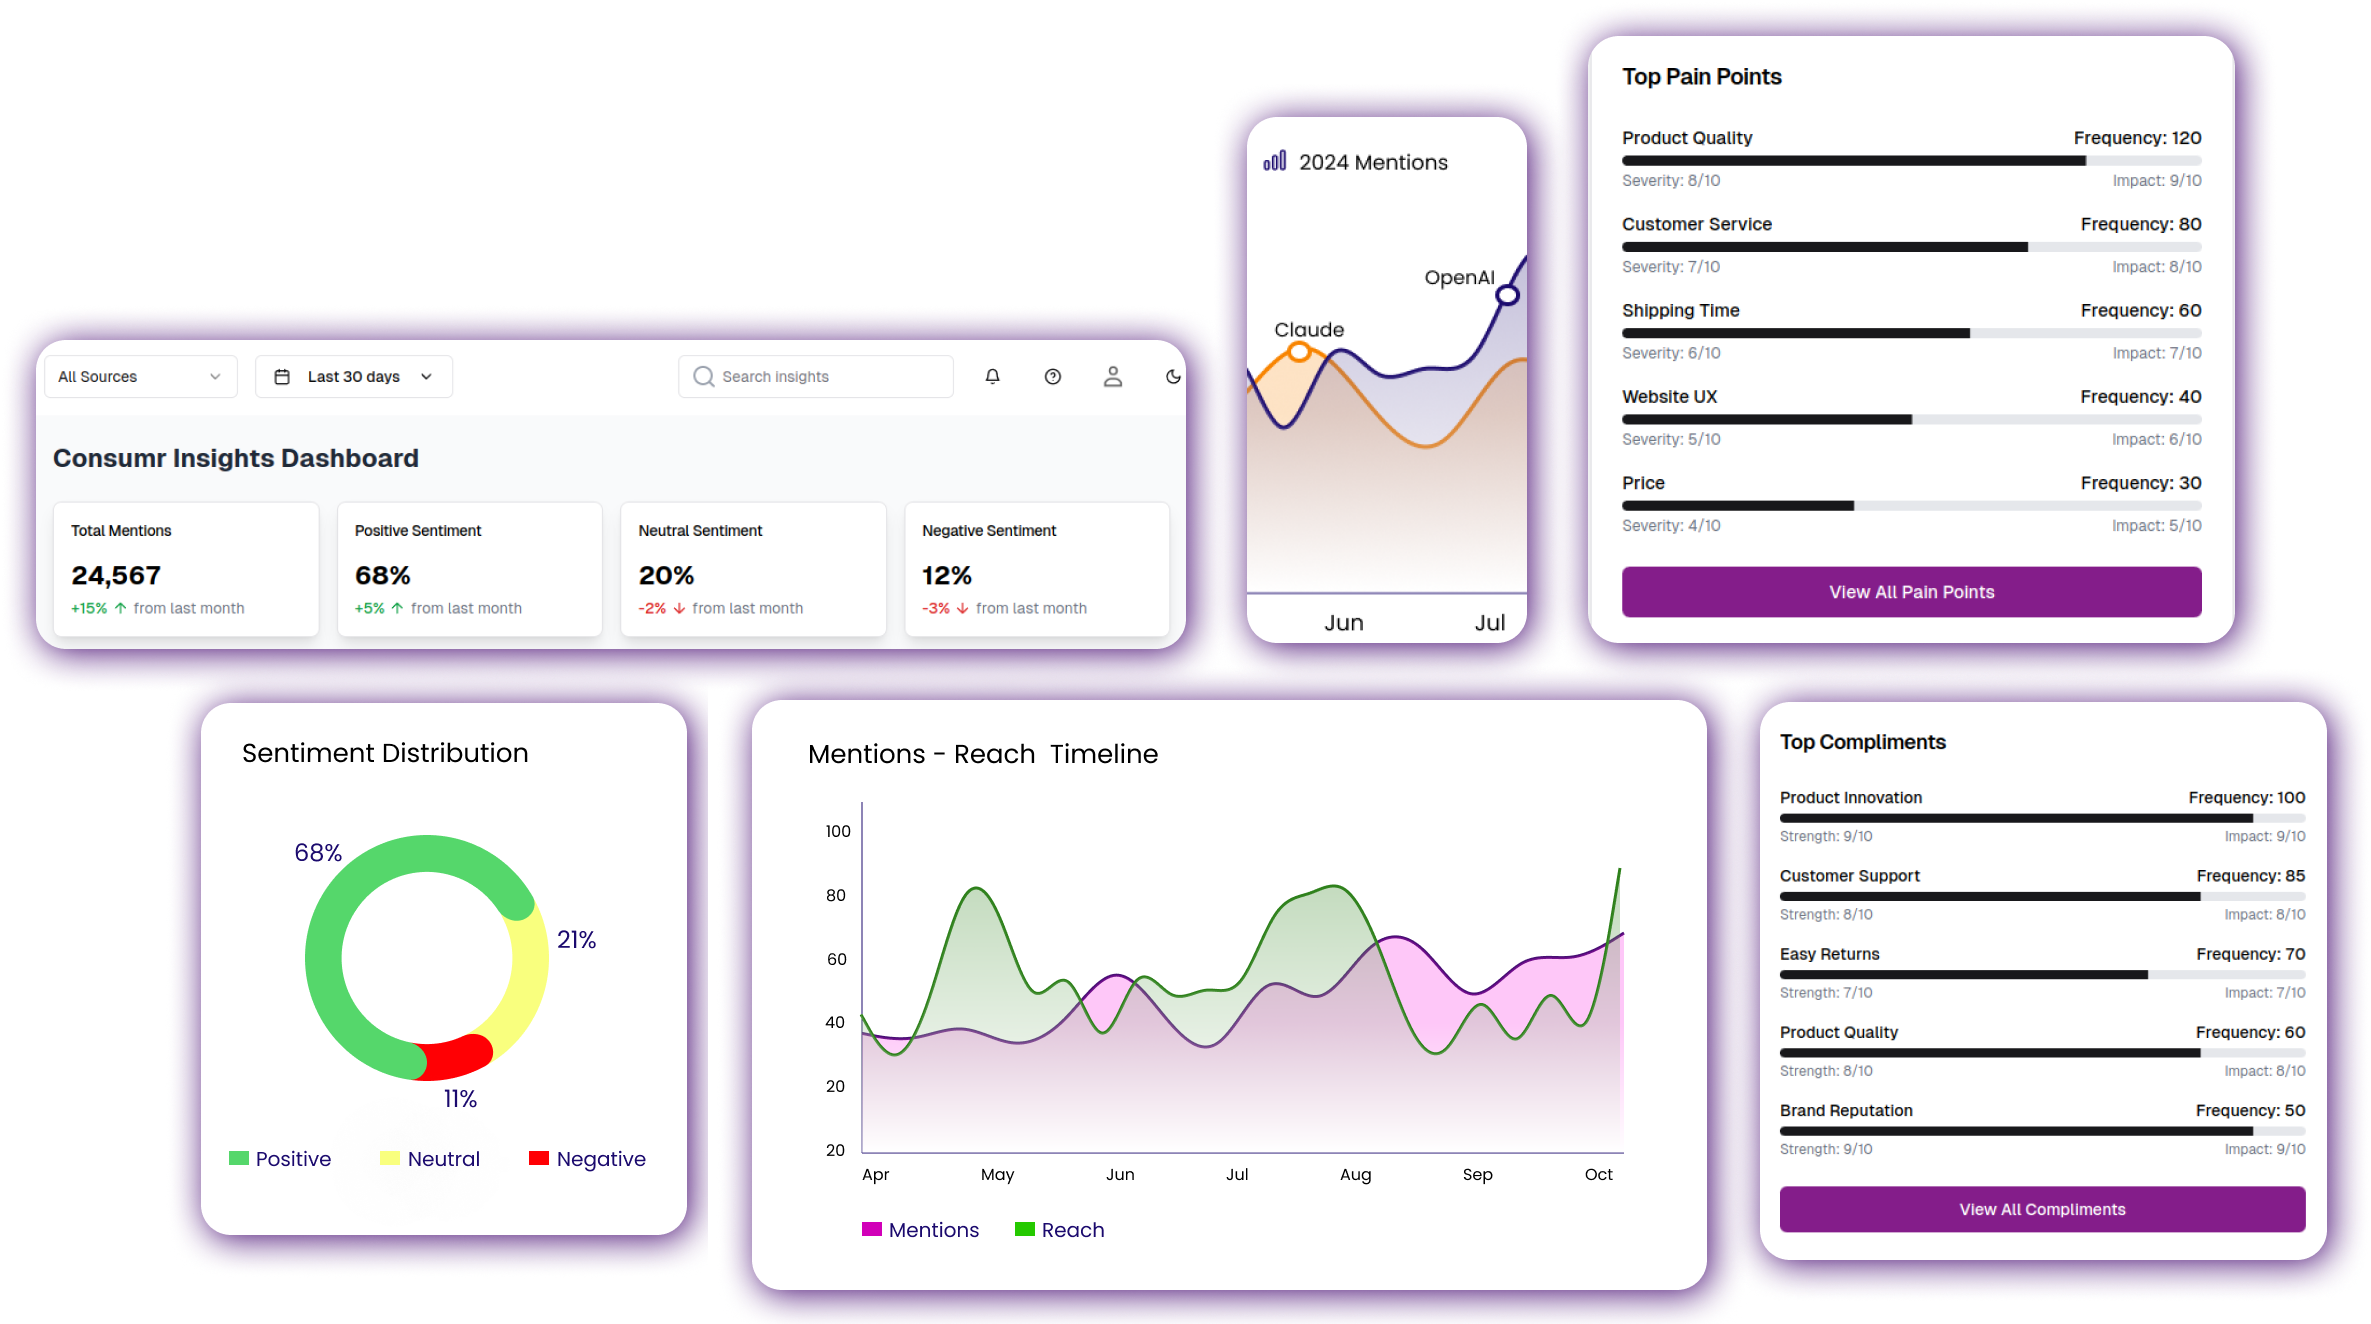 All Sources
Last 30 days
Search insights
Consumr Insights Dashboard
Total Mentions
24,567
+15% ↑ from last month
Positive Sentiment
68%
+5% ↑ from last month
Neutral Sentiment
20%
-2% ↓ from last month
Negative Sentiment
12%
-3% ↓ from last month
2024 Mentions
OpenAI
Claude
Jun Jul
Top Pain Points
Product Quality Frequency: 120
Severity: 8/10 Impact: 9/10
Customer Service Frequency: 80
Severity: 7/10 Impact: 8/10
Shipping Time Frequency: 60
Severity: 6/10 Impact: 7/10
Website UX Frequency: 40
Severity: 5/10 Impact: 6/10
Price Frequency: 30
Severity: 4/10 Impact: 5/10
View All Pain Points
Sentiment Distribution
68%
21%
11%
Positive Neutral Negative
Mentions - Reach Timeline
100
80
60
40
20
20
Apr May Jun Jul Aug Sep Oct
Mentions Reach
Top Compliments
Product Innovation Frequency: 100
Strength: 9/10 Impact: 9/10
Customer Support Frequency: 85
Strength: 8/10 Impact: 8/10
Easy Returns Frequency: 70
Strength: 7/10 Impact: 7/10
Product Quality Frequency: 60
Strength: 8/10 Impact: 8/10
Brand Reputation Frequency: 50
Strength: 9/10 Impact: 9/10
View All Compliments